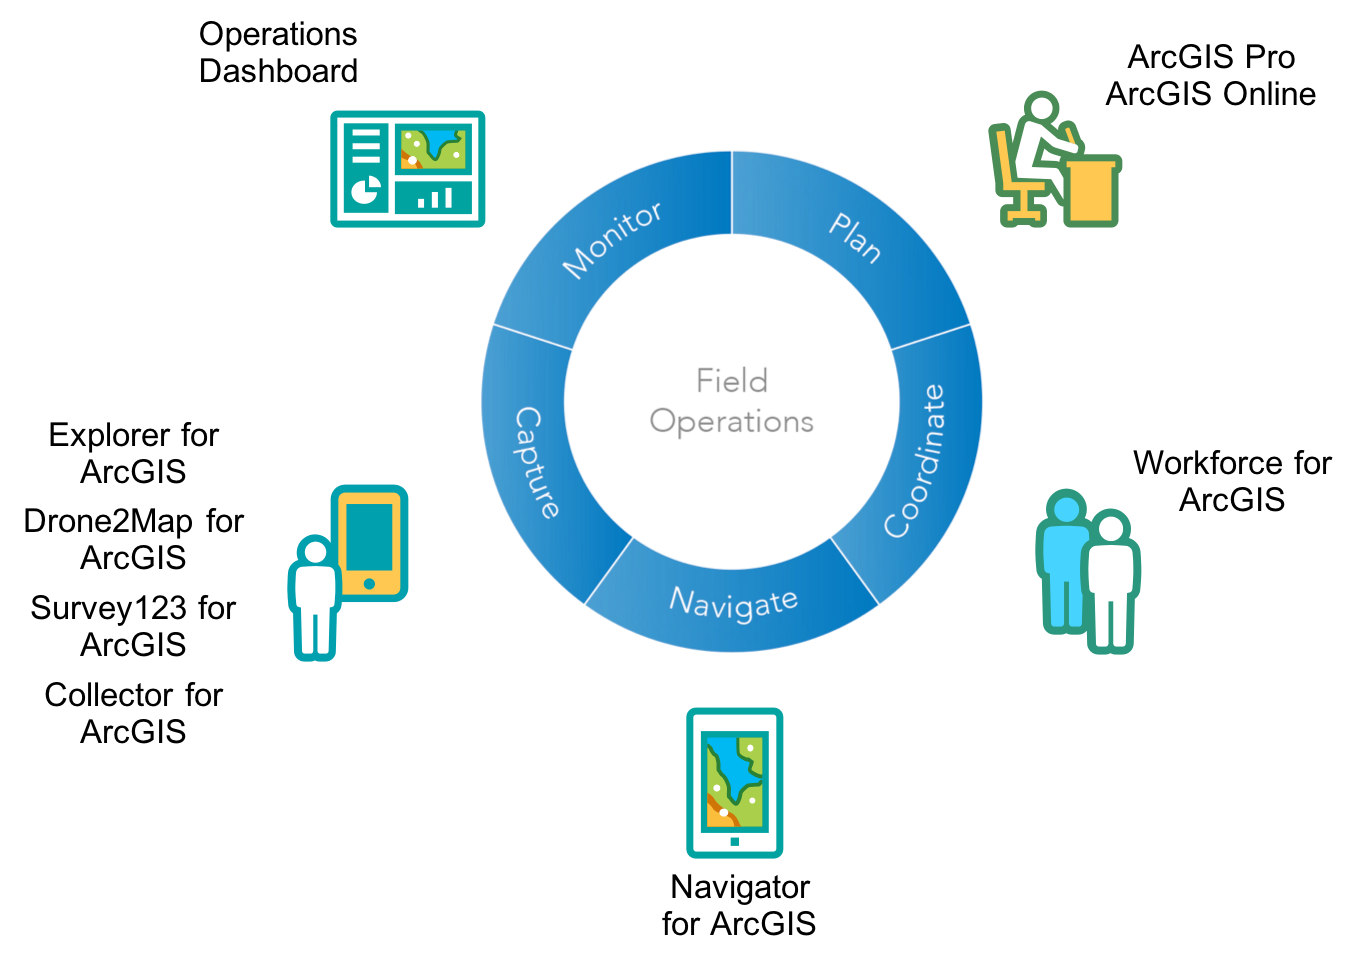 Operations
Dashboard
ArcGIS Pro
ArcGIS Online
Monitor
Plan
Field
Operations
Capture
Coordinate
Navigate
Explorer for
ArcGIS
Drone2Map for
ArcGIS
Survey123 for
ArcGIS
Collector for
ArcGIS
Workforce for
ArcGIS
Navigator
for ArcGIS